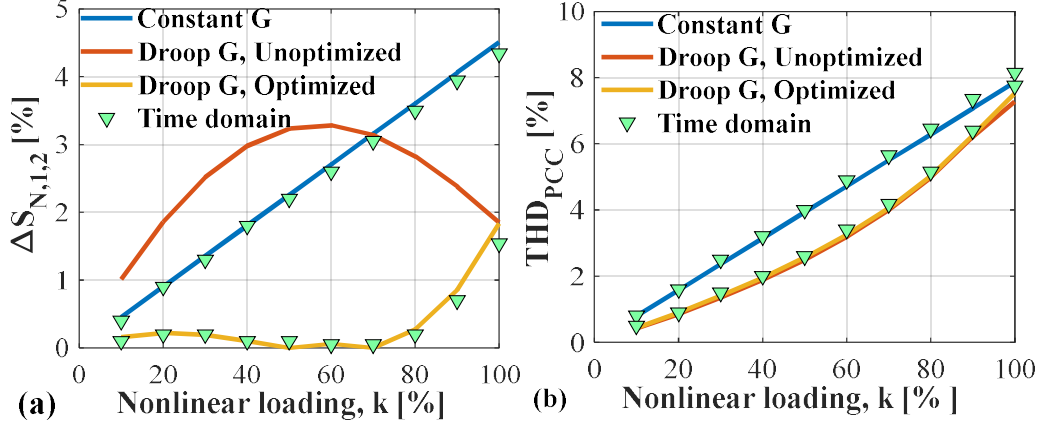 5
4
3
2
1
0
ΔS_N,1,2 [%]
Constant G
Droop G, Unoptimized
Droop G, Optimized
Time domain
20
40
60
80
100
(a)
Nonlinear loading, k [%]
10
8
6
4
2
0
THD_PCC [%]
Constant G
Droop G, Unoptimized
Droop G, Optimized
Time domain
0
20
40
60
80
100
(b)
Nonlinear loading, k [% ]